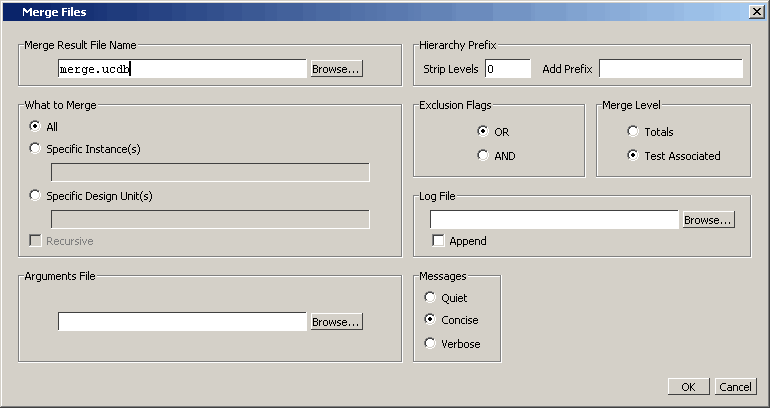 Merge Files
Merge Result File Name
merge.ucdb
Browse...
Hierarchy Prefix
Strip Levels 0 Add Prefix
What to Merge
All
Specific Instance(s)
Specific Design Unit(s)
Recursive
Exclusion Flags
OR
AND
Merge Level
Totals
Test Associated
Log File
Browse...
Append
Arguments File
Browse...
Messages
Quiet
Concise
Verbose
OK Cancel